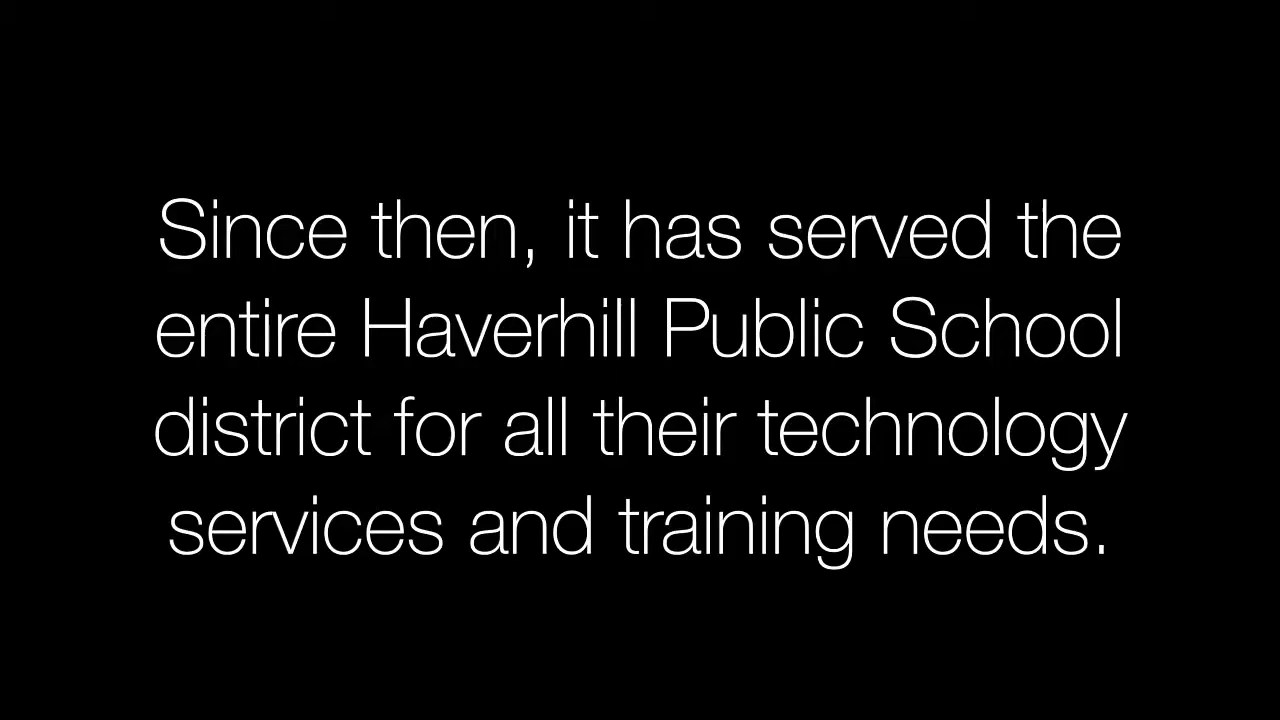 Since then, it has served the
entire Haverhill Public School
district for all their technology
services and training needs.